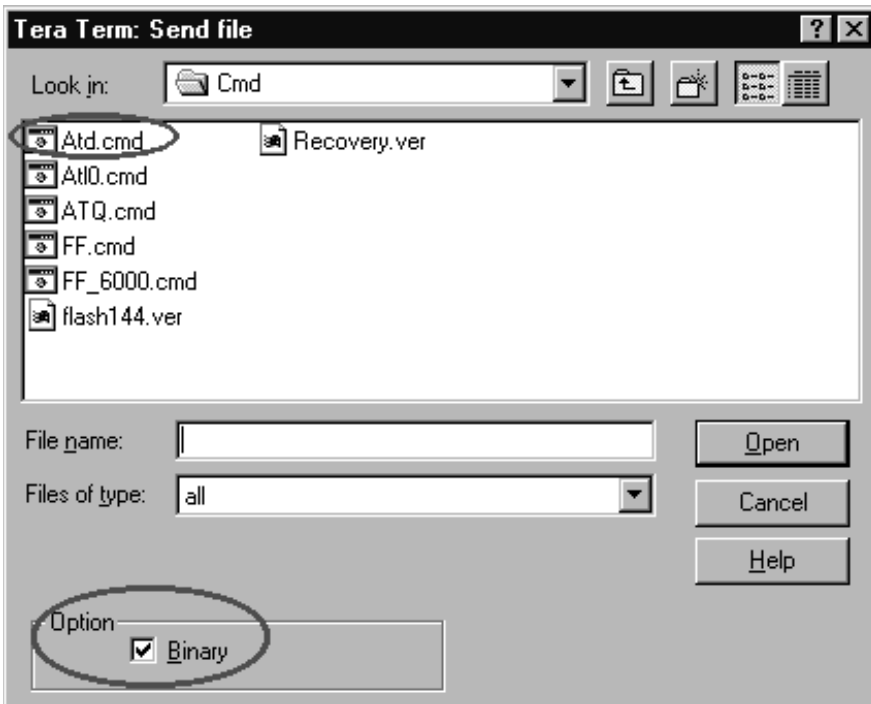 Tera Term: Send file
Look in: Cmd
Atd.cmd Recovery.ver
Atl0.cmd
ATQ.cmd
FF.cmd
FF_6000.cmd
flash144.ver
File name: Open
Files of type: all Cancel
Help
Option
Binary